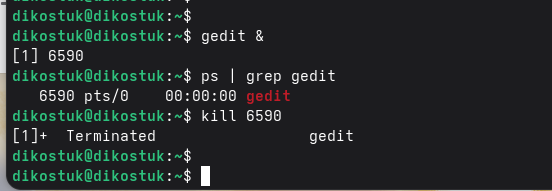 dikostuk@dikostuk:~$
dikostuk@dikostuk:~$ gedit &
[1] 6590
dikostuk@dikostuk:~$ ps | grep gedit
   6590 pts/0    00:00:00 gedit
dikostuk@dikostuk:~$ kill 6590
[1]+  Terminated              gedit
dikostuk@dikostuk:~$
dikostuk@dikostuk:~$